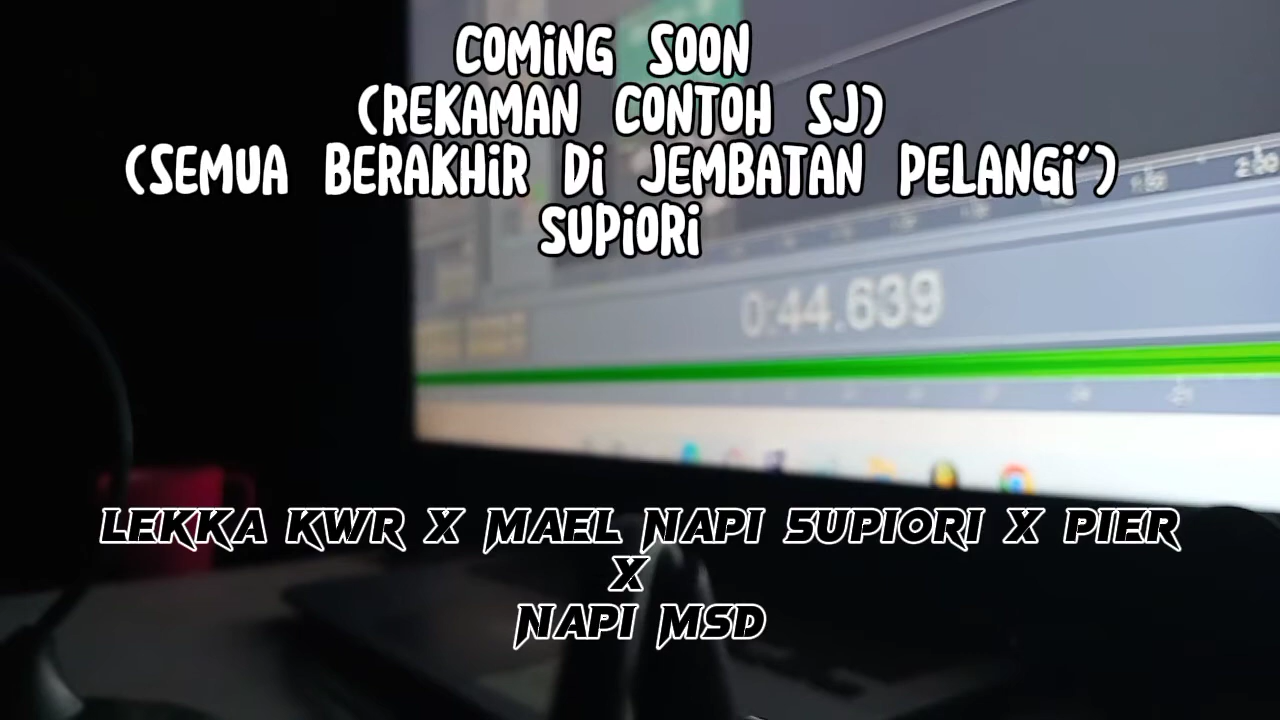 COMiNG SOON
(REKAMAN CONTOH SJ)
(SEMUA BERAKHiR Di JEMBATAN PELANGi')
SUPiORi
0:44.639
LEKKA KWR X MAEL NAPI SUPIORI X PIER
X
NAPI MSD